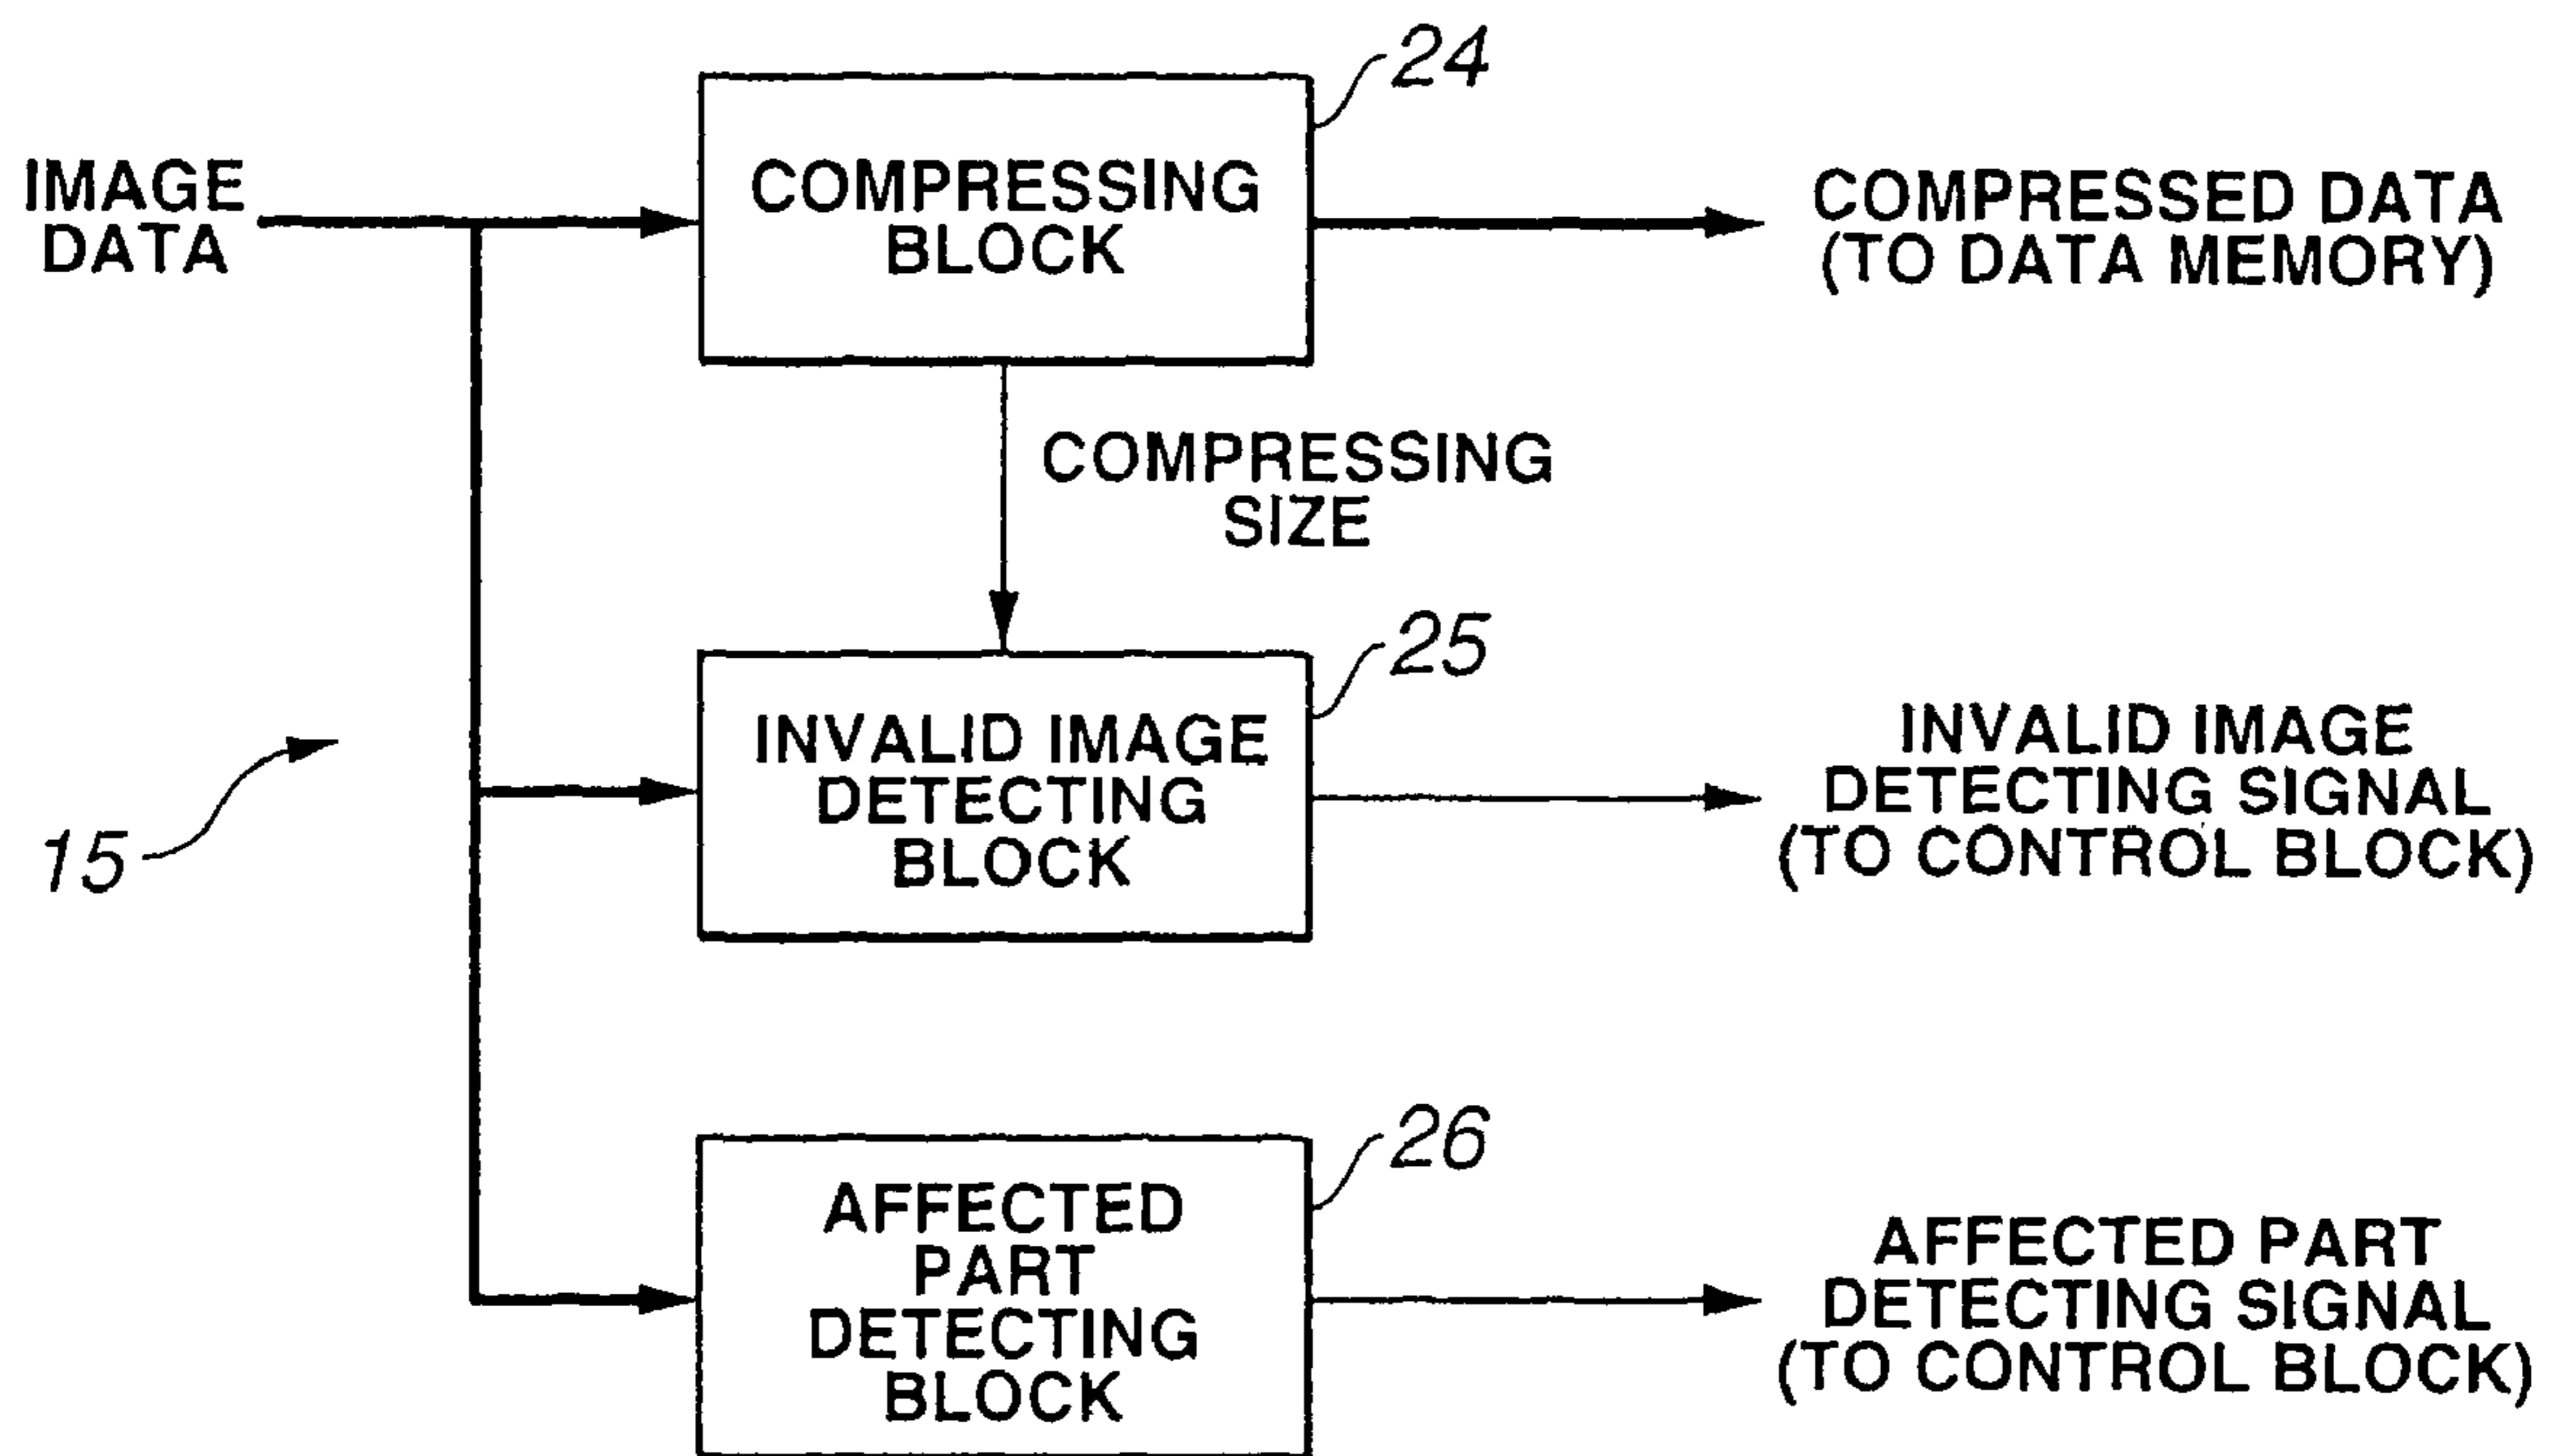 24
IMAGE
DATA
COMPRESSING
BLOCK
COMPRESSED DATA
(TO DATA MEMORY)
COMPRESSING
SIZE
25
INVALID IMAGE
DETECTING
BLOCK
INVALID IMAGE
DETECTING SIGNAL
(TO CONTROL BLOCK)
15
26
AFFECTED
PART
DETECTING
BLOCK
AFFECTED PART
DETECTING SIGNAL
(TO CONTROL BLOCK)